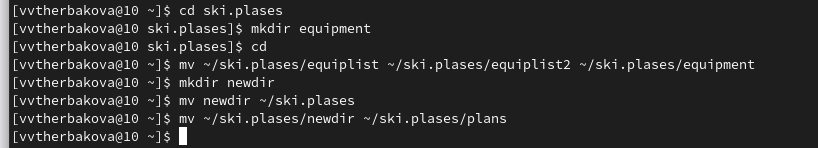 [vvtherbakova@10 ~]$ cd ski.plases
[vvtherbakova@10 ski.plases]$ mkdir equipment
[vvtherbakova@10 ski.plases]$ cd
[vvtherbakova@10 ~]$ mv ~/ski.plases/equiplist ~/ski.plases/equiplist2 ~/ski.plases/equipment
[vvtherbakova@10 ~]$ mkdir newdir
[vvtherbakova@10 ~]$ mv newdir ~/ski.plases
[vvtherbakova@10 ~]$ mv ~/ski.plases/newdir ~/ski.plases/plans
[vvtherbakova@10 ~]$